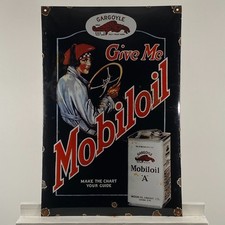 GARGOYLE
Give Me
Mobiloil
MAKE THE CHART
YOUR GUIDE
Mobiloil
"A"